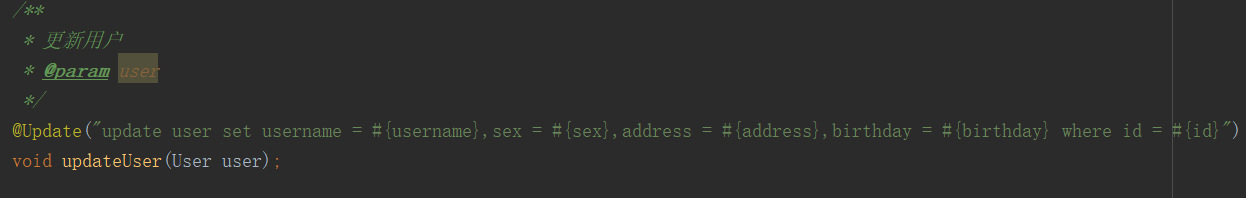 /**
 * 更新用户
 * @param user
 */
@Update("update user set username = #{username},sex = #{sex},address = #{address},birthday = #{birthday} where id = #{id}")
void updateUser(User user);